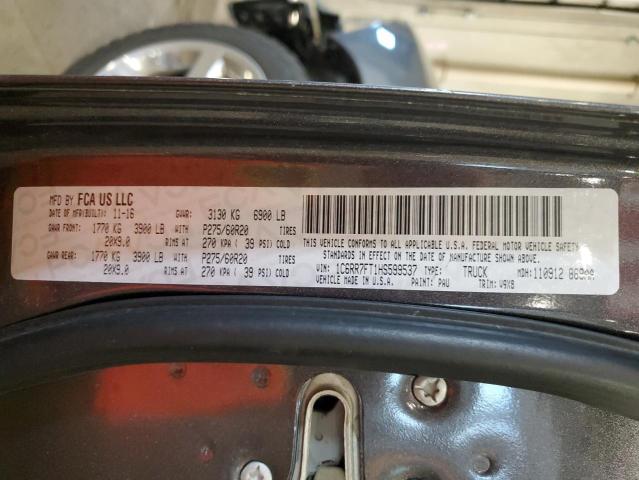 MFD BY FCA US LLC
DATE OF MFR(BUILT): 11-16 GVWR: 3130 KG 6900 LB
GAWR FRONT: 1770 KG 3900 LB P275/60R20 TIRES
20X9.0 RIMS AT 270 KPA ( 39 PSI) COLD
GAWR REAR: 1770 KG 3900 LB P275/60R20 TIRES
20X9.0 RIMS AT 270 KPA ( 39 PSI) COLD
THIS VEHICLE CONFORMS TO ALL APPLICABLE U.S.A. FEDERAL MOTOR VEHICLE SAFETY
STANDARDS IN EFFECT ON THE DATE OF MANUFACTURE SHOWN ABOVE.
VIN: 1C6RR7FT1HS599537 TYPE: TRUCK MDH: 110912
VEHICLE MADE IN U.S.A. PAINT: PAU TRIM: V9X8